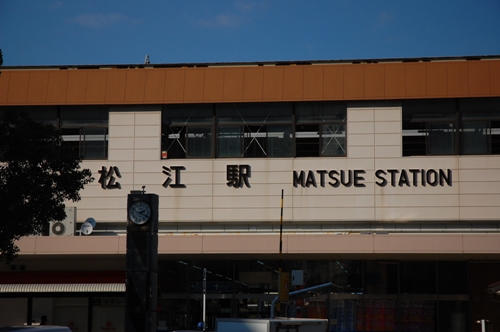 松江駅 MATSUE STATION